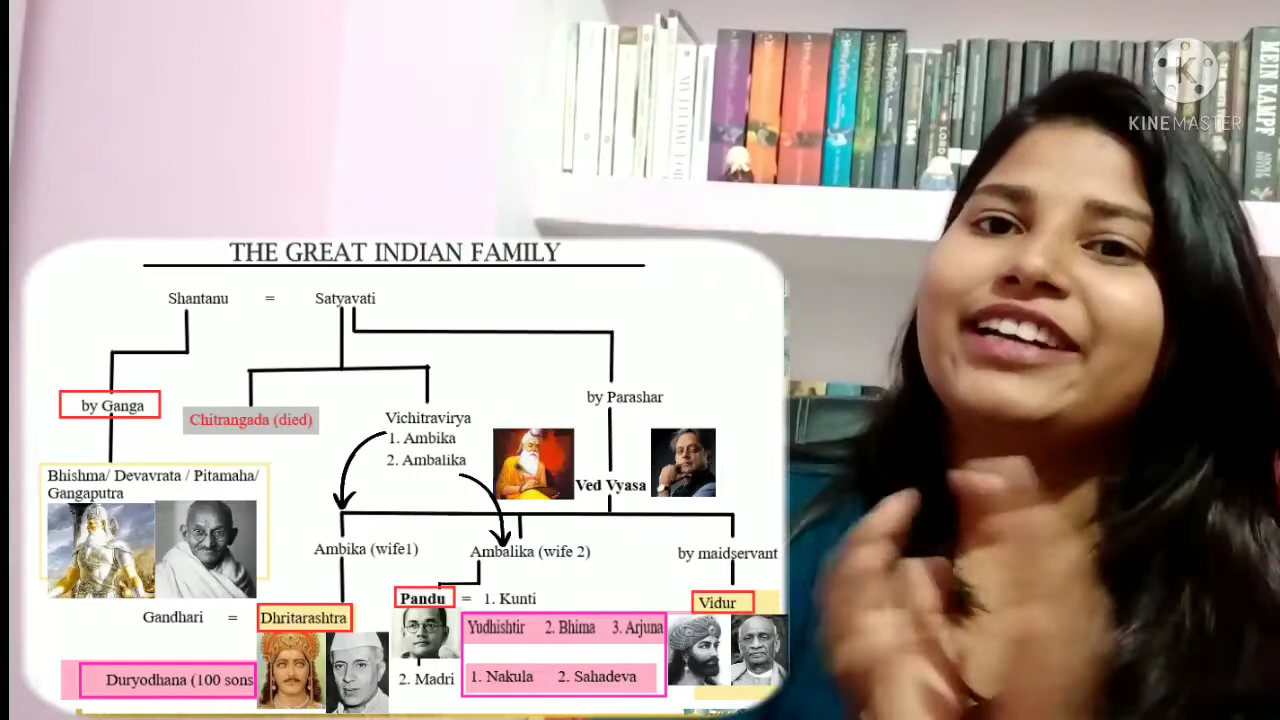 MEIN KAMPF
KINEMASTER
THE GREAT INDIAN FAMILY
Shantanu = Satyavati
by Ganga
Chitrangada (died)
Vichitravirya
1. Ambika
2. Ambalika
by Parashar
Bhishma/ Devavrata / Pitamaha/
Gangaputra
Ved Vyasa
Ambika (wife1)
Ambalika (wife 2)
by maidservant
Gandhari = Dhritarashtra
Pandu = 1. Kunti
Vidur
Yudhishtir 2. Bhima 3. Arjuna
Duryodhana (100 sons
2. Madri
1. Nakula 2. Sahadeva